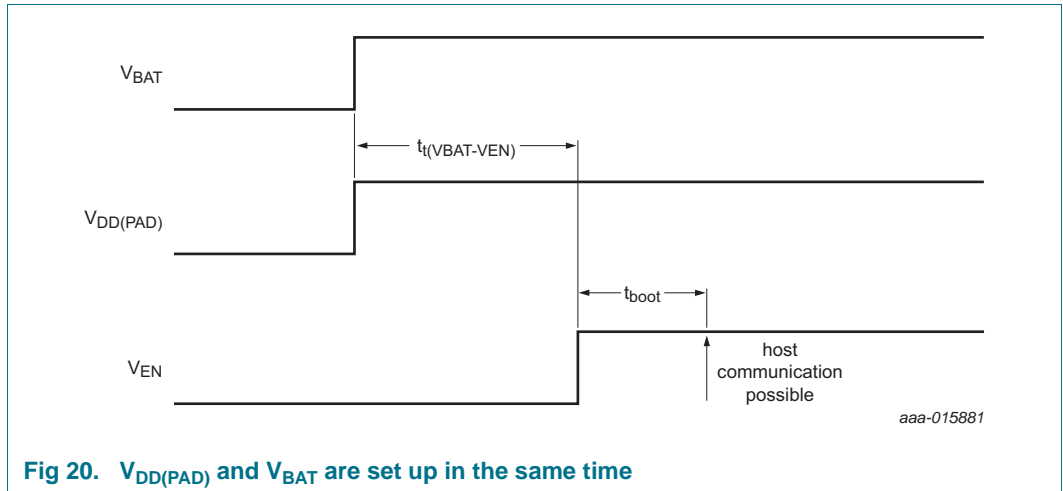 VBAT
tt(VBAT-VEN)
VDD(PAD)
tboot
VEN
host
communication
possible
aaa-015881
Fig 20. VDD(PAD) and VBAT are set up in the same time